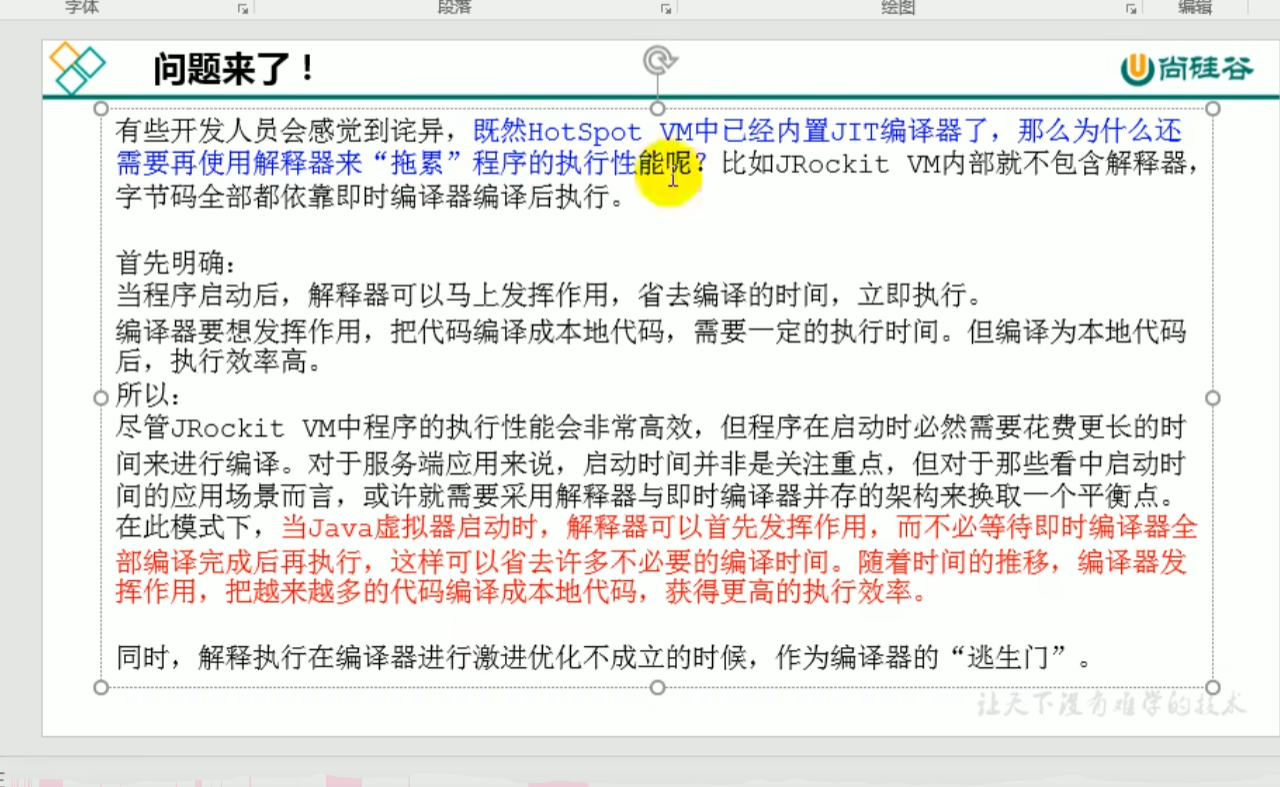 字体
段落
绘图
编辑
问题来了！
尚硅谷
有些开发人员会感觉到诧异，既然HotSpot VM中已经内置JIT编译器了，那么为什么还
需要再使用解释器来“拖累”程序的执行性能呢？比如JRockit VM内部就不包含解释器，
字节码全部都依靠即时编译器编译后执行。
首先明确：
当程序启动后，解释器可以马上发挥作用，省去编译的时间，立即执行。
编译器要想发挥作用，把代码编译成本地代码，需要一定的执行时间。但编译为本地代码
后，执行效率高。
所以：
尽管JRockit VM中程序的执行性能会非常高效，但程序在启动时必然需要花费更长的时
间来进行编译。对于服务端应用来说，启动时间并非是关注重点，但对于那些看中启动时
间的应用场景而言，或许就需要采用解释器与即时编译器并存的架构来换取一个平衡点。
在此模式下，当Java虚拟器启动时，解释器可以首先发挥作用，而不必等待即时编译器全
部编译完成后再执行，这样可以省去许多不必要的编译时间。随着时间的推移，编译器发
挥作用，把越来越多的代码编译成本地代码，获得更高的执行效率。
同时，解释执行在编译器进行激进优化不成立的时候，作为编译器的“逃生门”。
让天下没有难学的技术